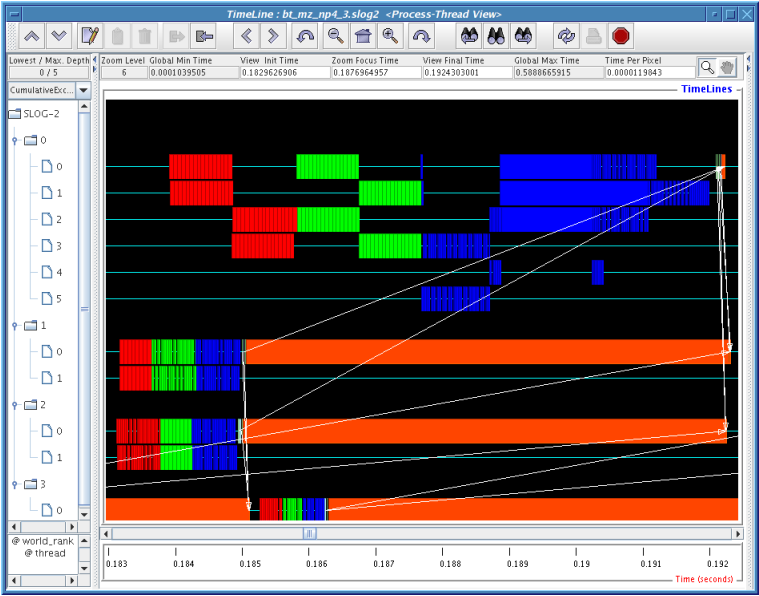 TimeLine : bt_mz_np4_3.slog2 <Process-Thread View>
Lowest / Max. Depth
0 / 5
Zoom Level
6
Global Min Time
0.0001039505
View Init Time
0.1829626906
Zoom Focus Time
0.1876964957
View Final Time
0.1924303001
Global Max Time
0.5888665915
Time Per Pixel
0.0000119843
CumulativeExc...
TimeLines
SLOG-2
0
0
1
2
3
4
5
1
0
1
2
0
1
3
0
@ world_rank
@ thread
0.183 0.184 0.185 0.186 0.187 0.188 0.189 0.19 0.191 0.192
Time (seconds)